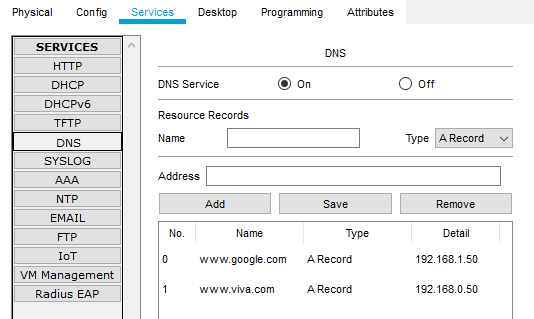 Physical Config Services Desktop Programming Attributes
SERVICES
HTTP
DHCP
DHCPv6
TFTP
DNS
SYSLOG
AAA
NTP
EMAIL
FTP
IoT
VM Management
Radius EAP
DNS
DNS Service On Off
Resource Records
Name Type A Record
Address
Add Save Remove
No. Name Type Detail
0 www.google.com A Record 192.168.1.50
1 www.viva.com A Record 192.168.0.50